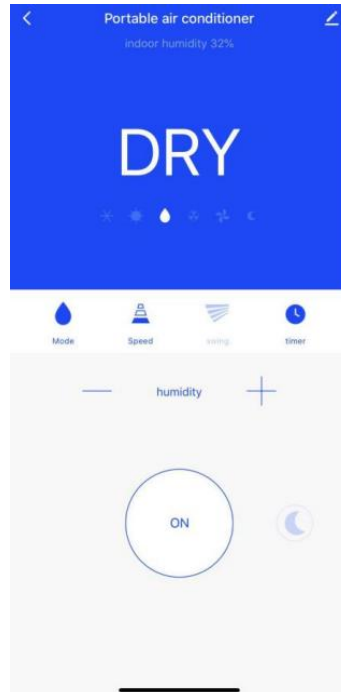 Portable air conditioner
indoor humidity 32%
DRY
Mode Speed swing timer
humidity
ON